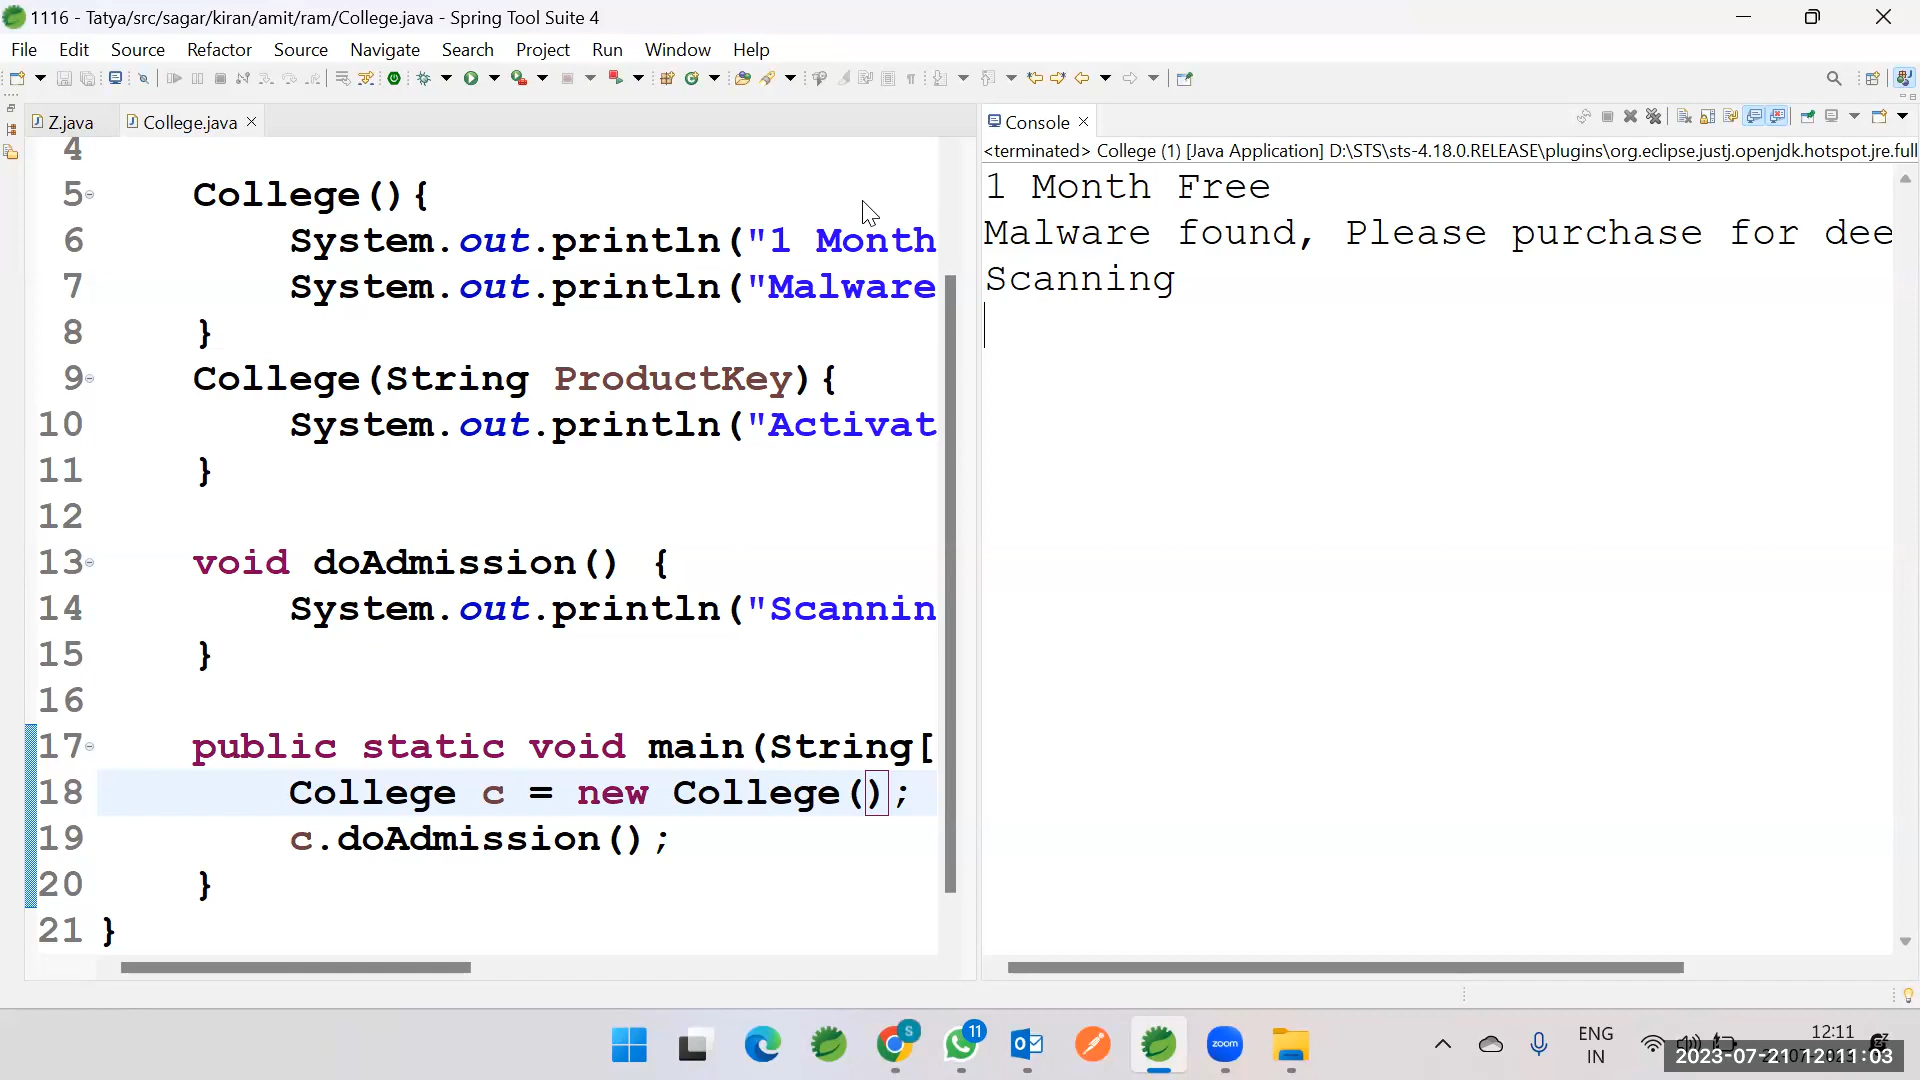 1116 - Tatya/src/sagar/kiran/amit/ram/College.java - Spring Tool Suite 4
File Edit Source Refactor Source Navigate Search Project Run Window Help
Z.java College.java
4
5 College(){
6 System.out.println("1 Month
7 System.out.println("Malware
8 }
9 College(String ProductKey){
10 System.out.println("Activat
11 }
12
13 void doAdmission() {
14 System.out.println("Scannin
15 }
16
17 public static void main(String[
18 College c = new College();
19 c.doAdmission();
20 }
21 }
Console
<terminated> College (1) [Java Application] D:\STS\sts-4.18.0.RELEASE\plugins\org.eclipse.justj.openjdk.hotspot.jre.full
1 Month Free
Malware found, Please purchase for dee
Scanning
S
11
zoom
ENG
IN
12:11
2023-07-21 12:11:03